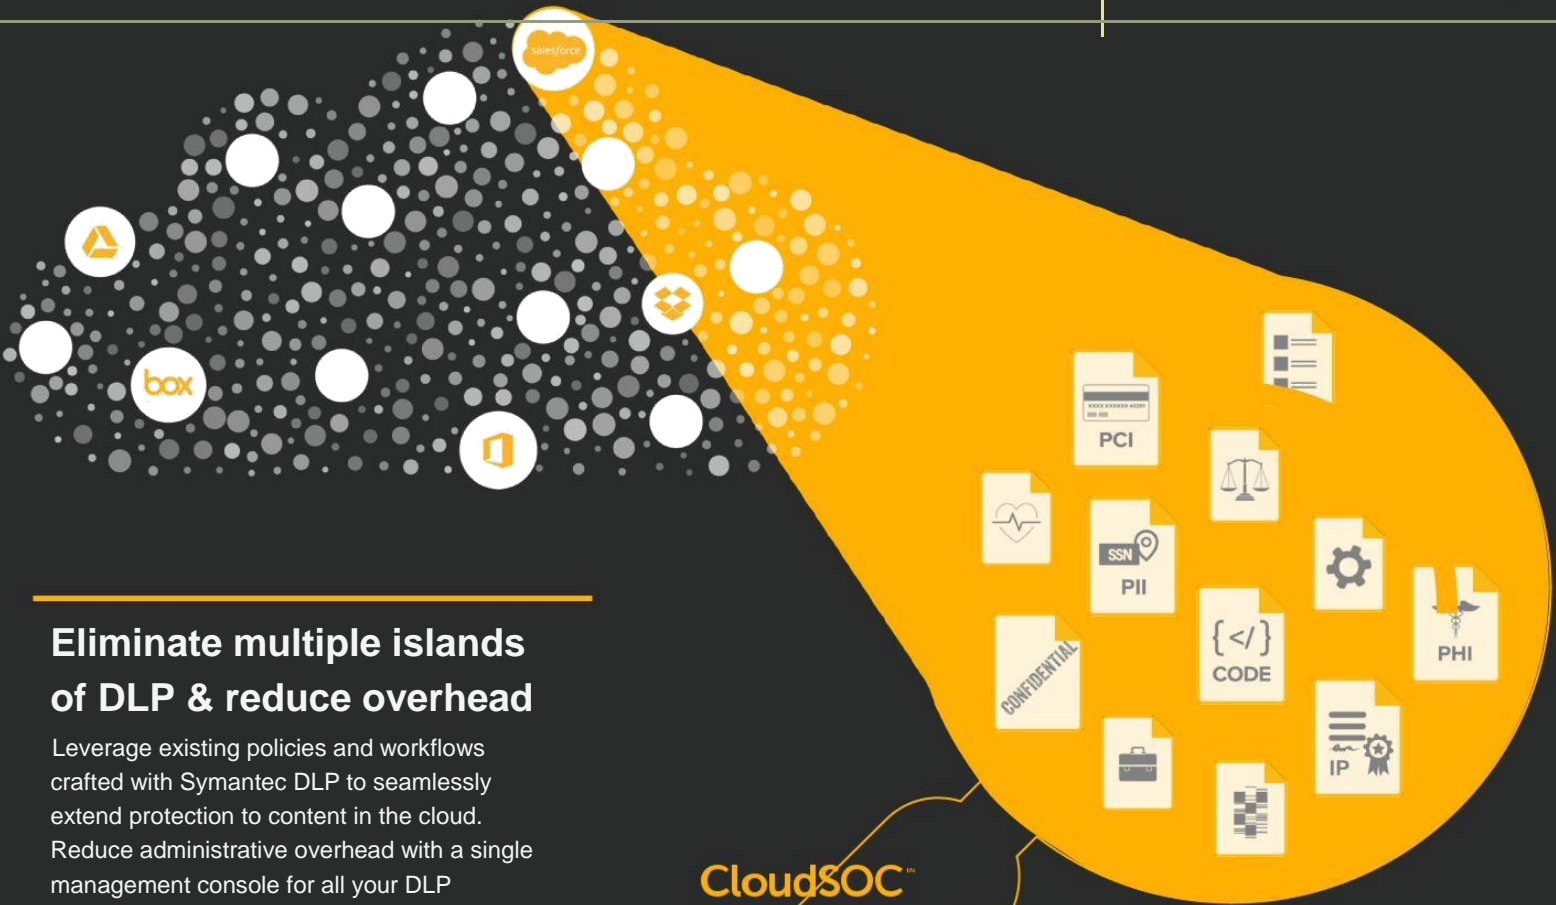 salesforce
box
PCI
SSN
PII
CONFIDENTIAL
{</}
CODE
PHI
IP
Eliminate multiple islands
of DLP & reduce overhead
Leverage existing policies and workflows
crafted with Symantec DLP to seamlessly
extend protection to content in the cloud.
Reduce administrative overhead with a single
management console for all your DLP
CloudSOC